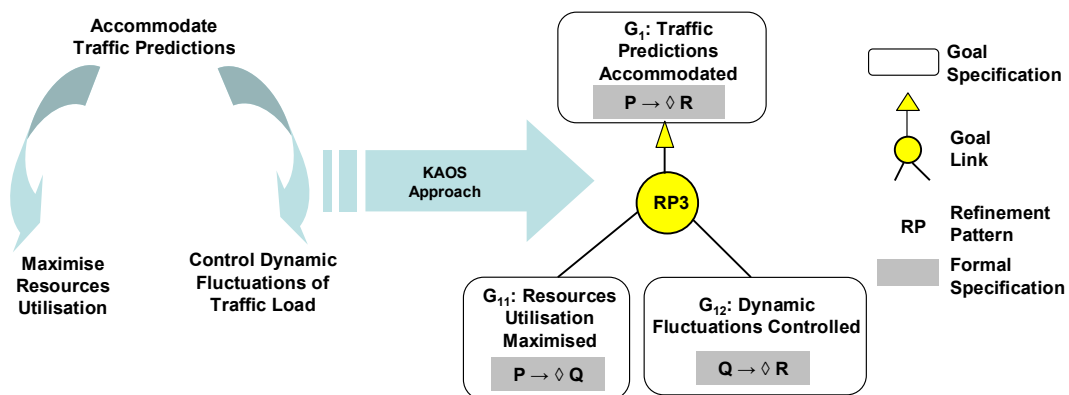 Accommodate
Traffic Predictions
Maximise
Resources
Utilisation
Control Dynamic
Fluctuations of
Traffic Load
KAOS
Approach
G1: Traffic
Predictions
Accommodated
P → ◊ R
RP3
G11: Resources
Utilisation
Maximised
P → ◊ Q
G12: Dynamic
Fluctuations Controlled
Q → ◊ R
Goal
Specification
Goal
Link
RP
Refinement
Pattern
Formal
Specification